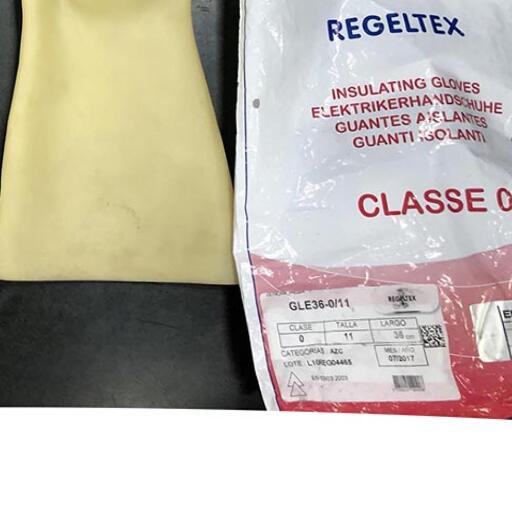 REGELTEX
INSULATING GLOVES
ELEKTRIKERHANDSCHUHE
GUANTES AISLANTES
GUANTI ISOLANTI
CLASSE 0
GLE36-0/11
REGELTEX
CLASE TALLA LARGO
0 11 36 cm
CATEGORIAS AZC MES / AÑO
LOTE: 07/2017